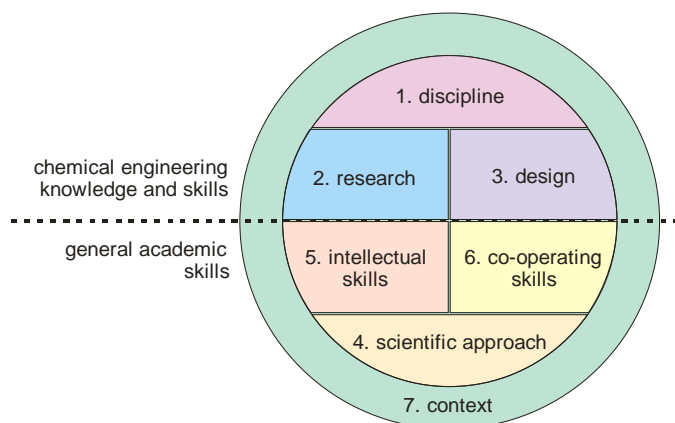 1. discipline
chemical engineering
knowledge and skills
2. research
3. design
general academic
skills
5. intellectual
skills
6. co-operating
skills
4. scientific approach
7. context